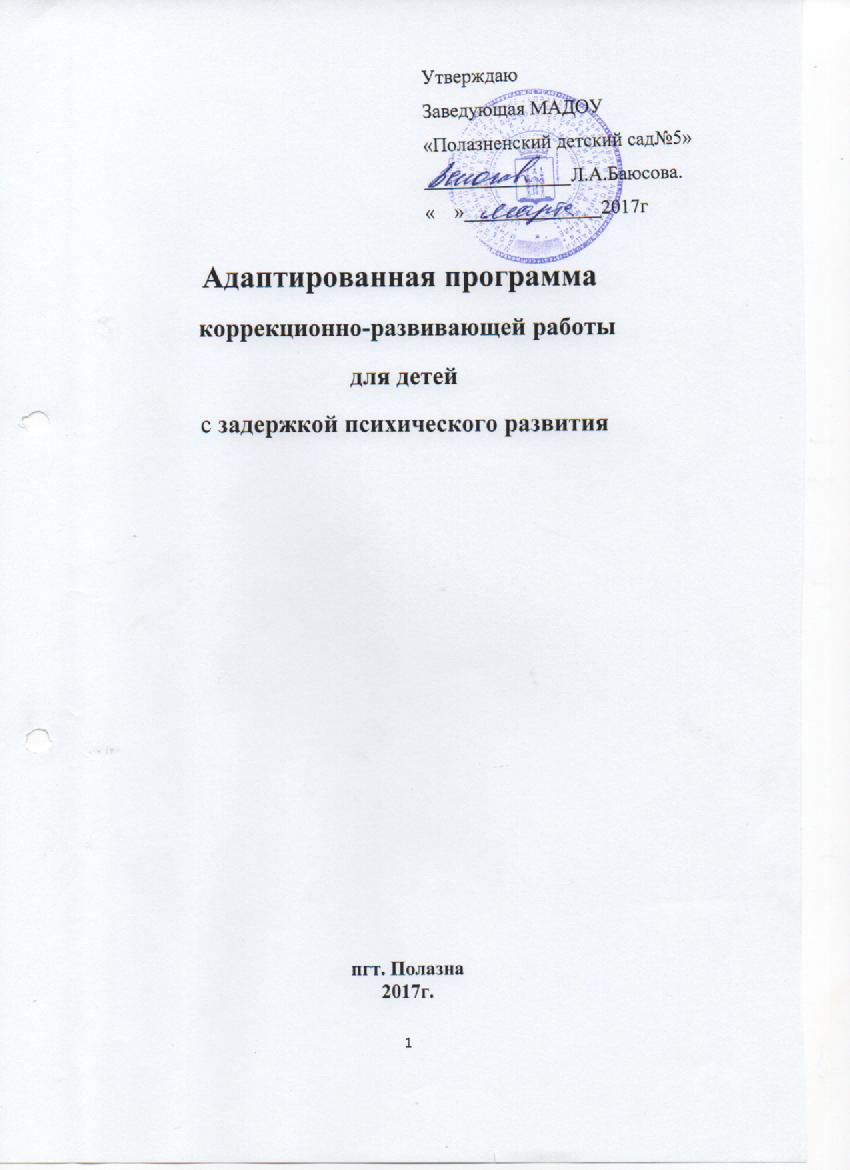 Утверждаю
Заведующая МАДОУ
«Полазненский детский сад№5»
Л.А.Баюсова.
« » марта 2017г
Адаптированная программа
коррекционно-развивающей работы
для детей
с задержкой психического развития
пгт. Полазна
2017г.
1